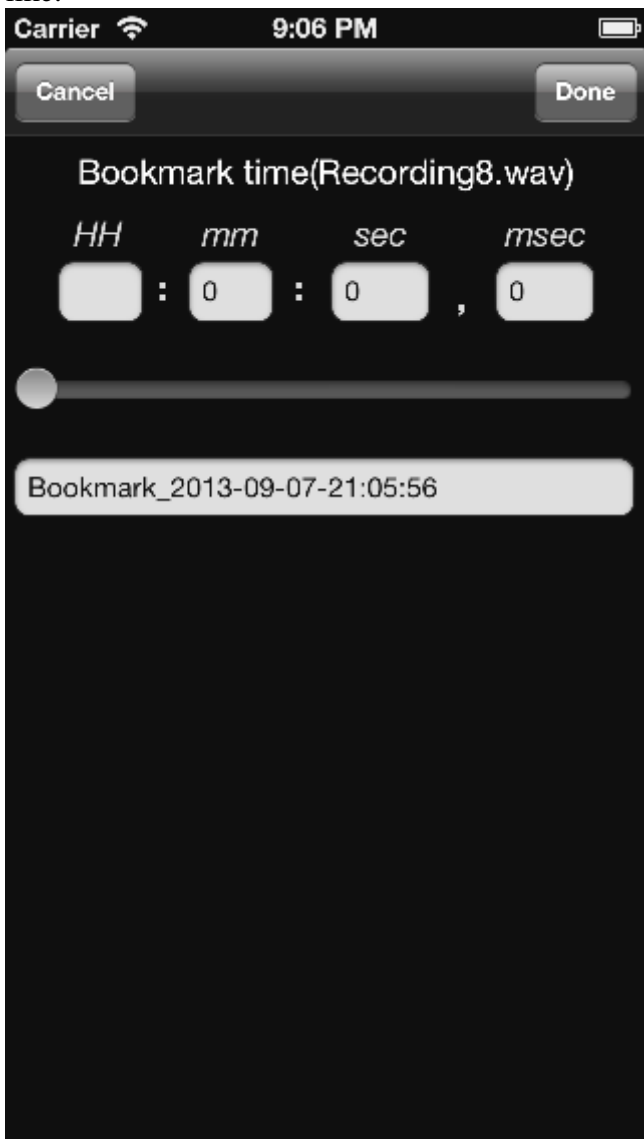 Carrier 9:06 PM
Cancel Done
Bookmark time(Recording8.wav)
HH mm sec msec
: 0 : 0 , 0
Bookmark_2013-09-07-21:05:56